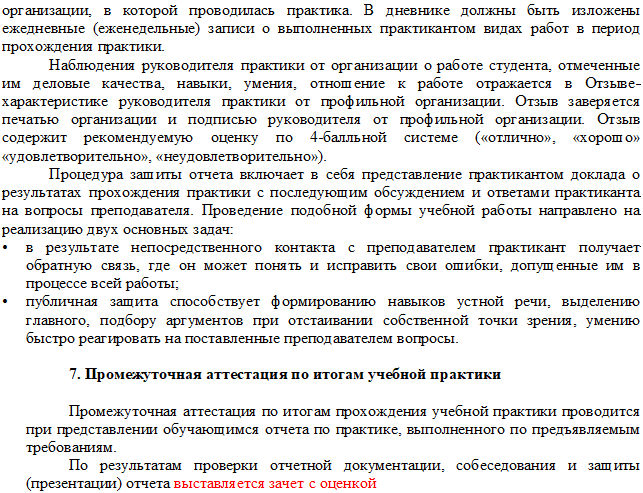 организации, в которой проводилась практика. В дневнике должны быть изложены
ежедневные (еженедельные) записи о выполненных практикантом видах работ в период
прохождения практики.
Наблюдения руководителя практики от организации о работе студента, отмеченные
им деловые качества, навыки, умения, отношение к работе отражается в Отзыве-
характеристике руководителя практики от профильной организации. Отзыв заверяется
печатью организации и подписью руководителя от профильной организации. Отзыв
содержит рекомендуемую оценку по 4-балльной системе («отлично», «хорошо»
«удовлетворительно», «неудовлетворительно»).
Процедура защиты отчета включает в себя представление практикантом доклада о
результатах прохождения практики с последующим обсуждением и ответами практиканта
на вопросы преподавателя. Проведение подобной формы учебной работы направлено на
реализацию двух основных задач:
• в результате непосредственного контакта с преподавателем практикант получает
обратную связь, где он может понять и исправить свои ошибки, допущенные им в
процессе всей работы;
• публичная защита способствует формированию навыков устной речи, выделению
главного, подбору аргументов при отстаивании собственной точки зрения, умению
быстро реагировать на поставленные преподавателем вопросы.
7. Промежуточная аттестация по итогам учебной практики
Промежуточная аттестация по итогам прохождения учебной практики проводится
при представлении обучающимся отчета по практике, выполненного по предъявляемым
требованиям.
По результатам проверки отчетной документации, собеседования и защиты
(презентации) отчета выставляется зачет с оценкой